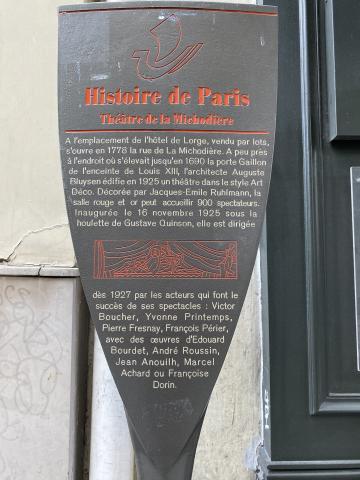 Histoire de Paris
Théâtre de la Michodière
A l'emplacement de l'hôtel de Lorge, vendu par lots,
s'ouvre en 1778 la rue de La Michodière. A peu près
à l'endroit où s'élevait jusqu'en 1690 la porte Gaillon
de l'enceinte de Louis XIII, l'architecte Auguste
Bluysen édifie en 1925 un théâtre dans le style Art
Déco. Décorée par Jacques-Emile Ruhlmann, la
salle rouge et or peut accueillir 900 spectateurs.
Inaugurée le 16 novembre 1925 sous la
houlette de Gustave Quinson, elle est dirigée
dès 1927 par les acteurs qui font le
succès de ses spectacles : Victor
Boucher, Yvonne Printemps,
Pierre Fresnay, François Périer,
avec des œuvres d'Edouard
Bourdet, André Roussin,
Jean Anouilh, Marcel
Achard ou Françoise
Dorin.